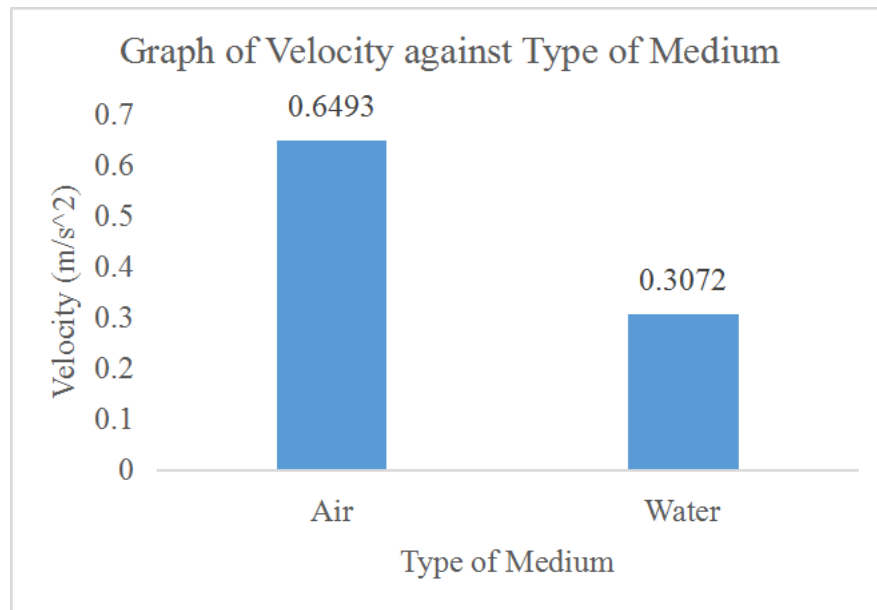 Graph of Velocity against Type of Medium
Velocity (m/s^2)
0.7
0.6
0.5
0.4
0.3
0.2
0.1
0
0.6493
0.3072
Air
Water
Type of Medium